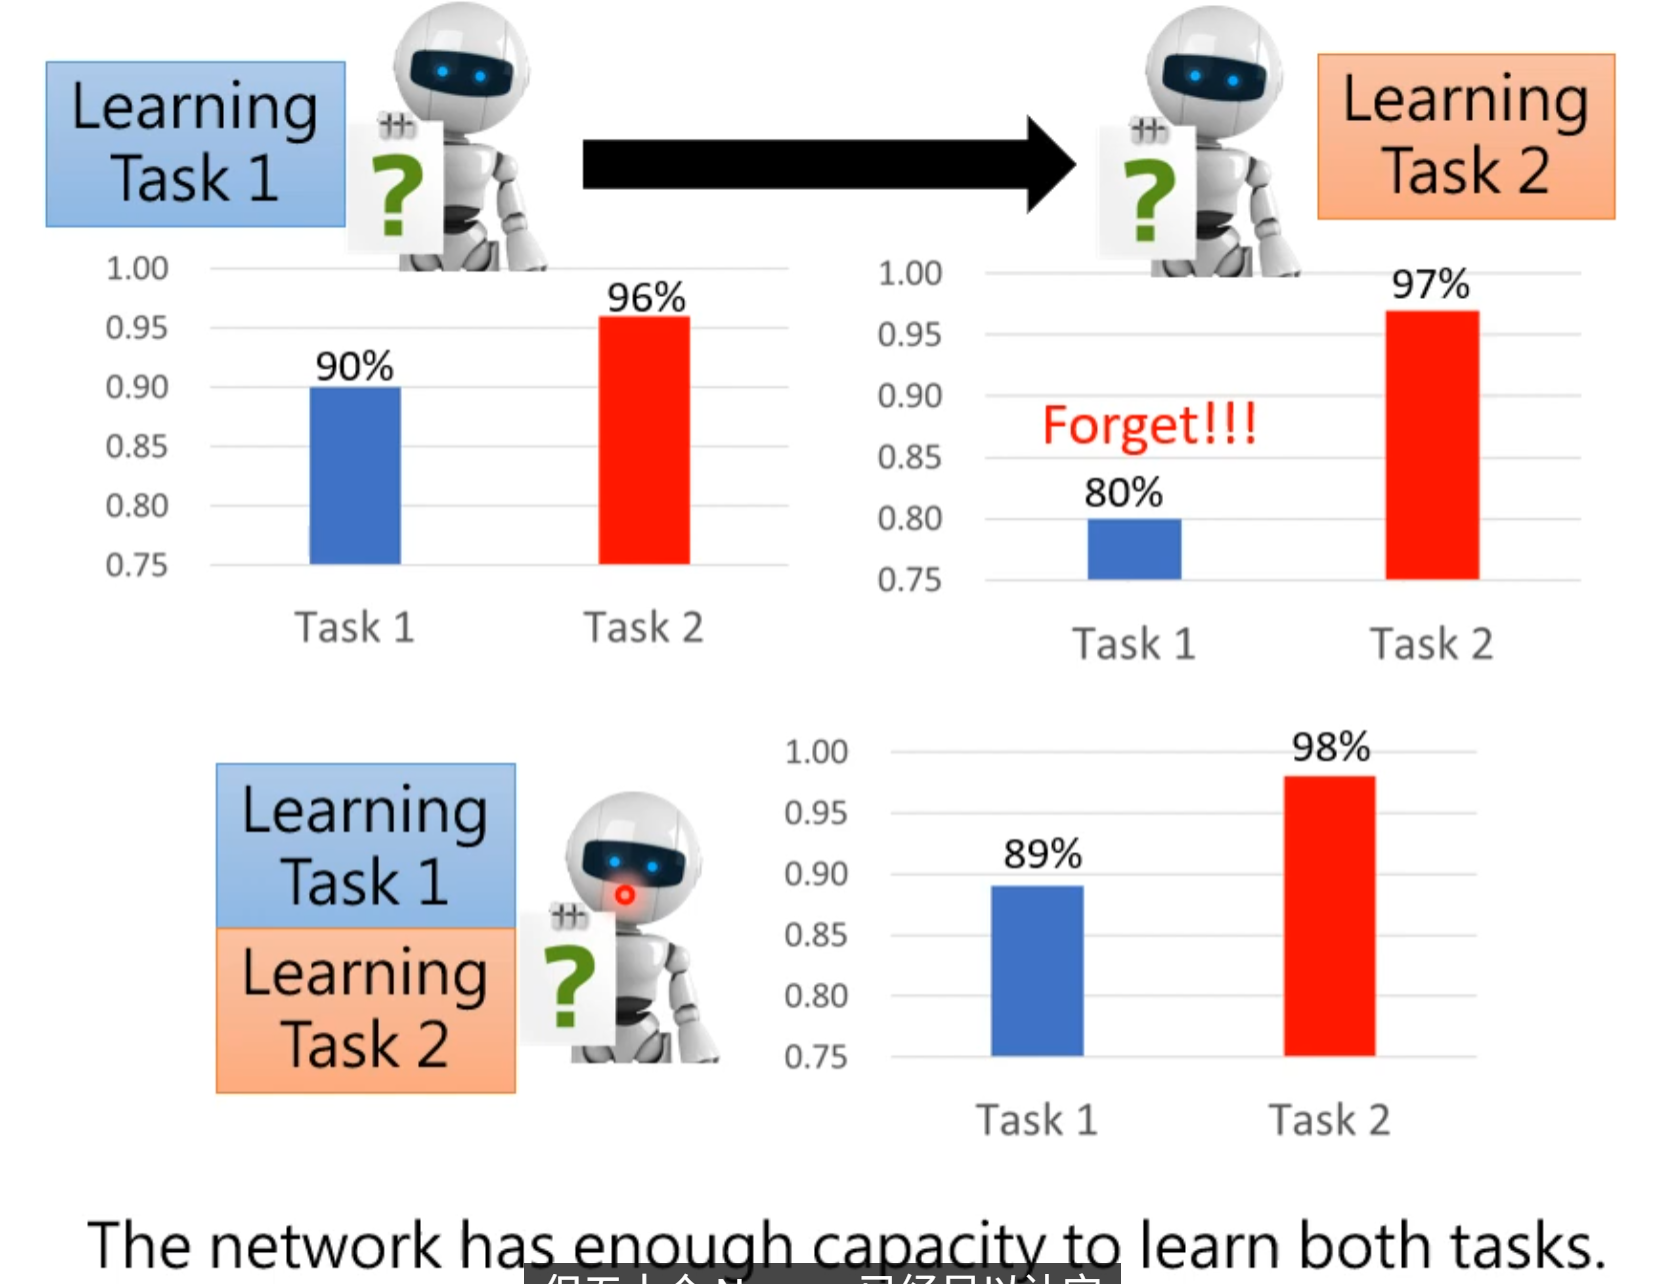 Learning
Task 1
?
?
Learning
Task 2
1.00
0.95
0.90
0.85
0.80
0.75
90%
96%
Task 1
Task 2
1.00
0.95
0.90
0.85
0.80
0.75
Forget!!!
80%
97%
Task 1
Task 2
Learning
Task 1
Learning
Task 2
?
1.00
0.95
0.90
0.85
0.80
0.75
89%
98%
Task 1
Task 2
The network has enough capacity to learn both tasks.